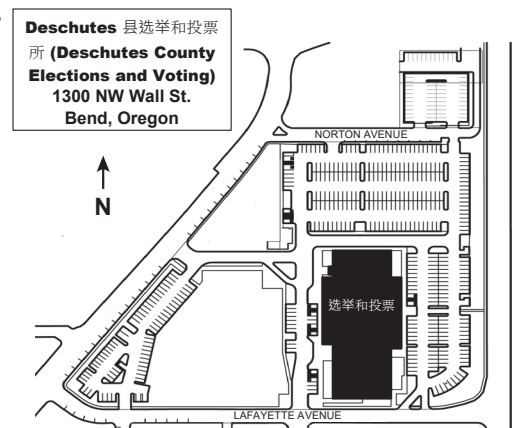 Deschutes 县选举和投票
所 (Deschutes County
Elections and Voting)
1300 NW Wall St.
Bend, Oregon
NORTON AVENUE
N
选举和投票
LAFAYETTE AVENUE